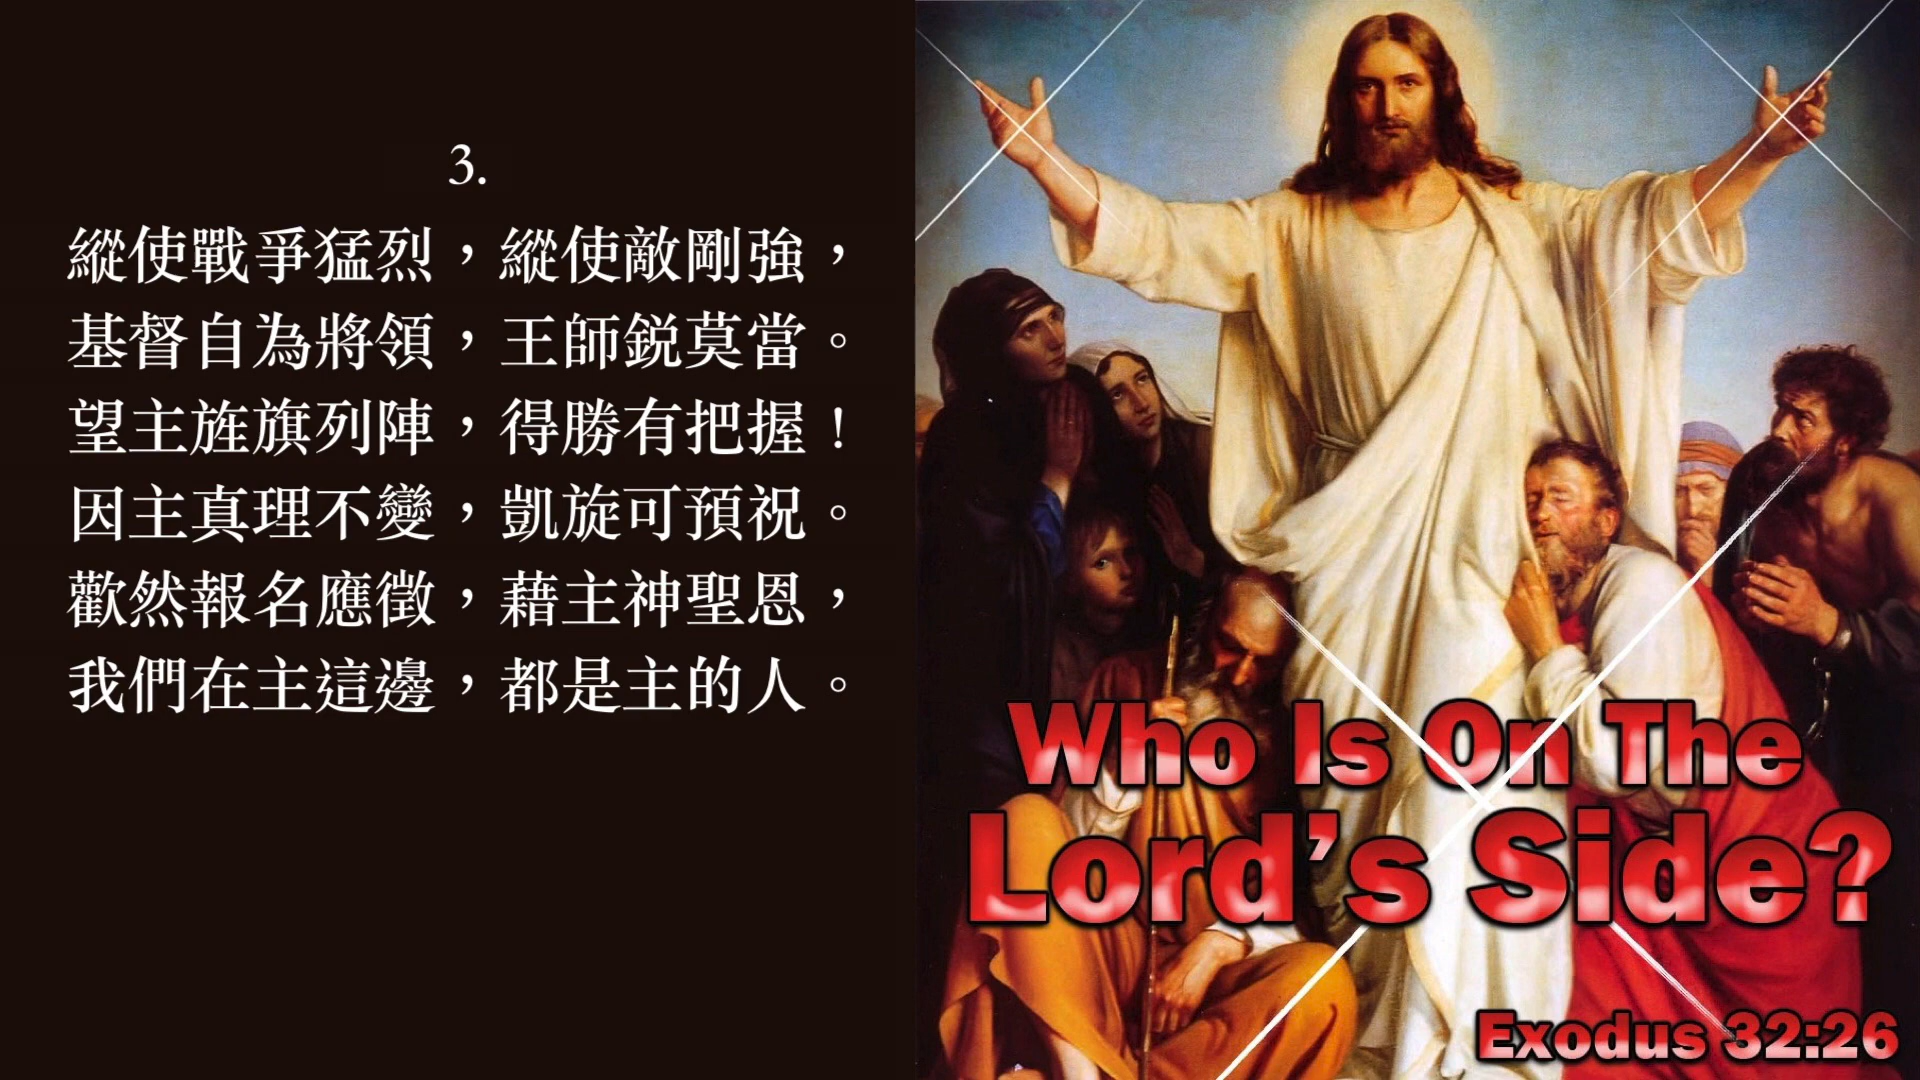 3.
縱使戰爭猛烈，縱使敵剛強，
基督自為將領，王師銳莫當。
望主旌旗列陣，得勝有把握！
因主真理不變，凱旋可預祝。
歡然報名應徵，藉主神聖恩，
我們在主這邊，都是主的人。
Who Is On The
Lord's Side?
Exodus 32:26